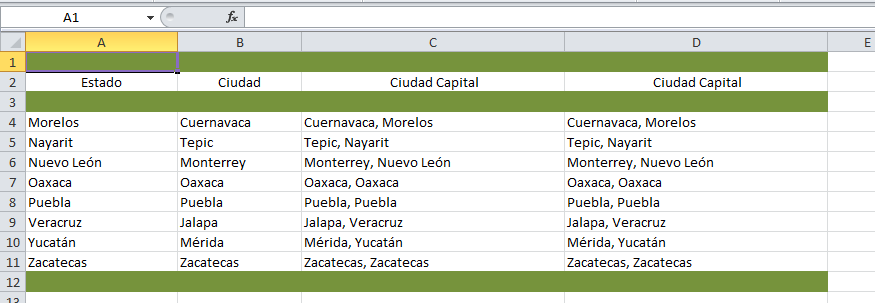 A1 fx
A B C D E
1
2 Estado Ciudad Ciudad Capital Ciudad Capital
3
4 Morelos Cuernavaca Cuernavaca, Morelos Cuernavaca, Morelos
5 Nayarit Tepic Tepic, Nayarit Tepic, Nayarit
6 Nuevo León Monterrey Monterrey, Nuevo León Monterrey, Nuevo León
7 Oaxaca Oaxaca Oaxaca, Oaxaca Oaxaca, Oaxaca
8 Puebla Puebla Puebla, Puebla Puebla, Puebla
9 Veracruz Jalapa Jalapa, Veracruz Jalapa, Veracruz
10 Yucatán Mérida Mérida, Yucatán Mérida, Yucatán
11 Zacatecas Zacatecas Zacatecas, Zacatecas Zacatecas, Zacatecas
12
13